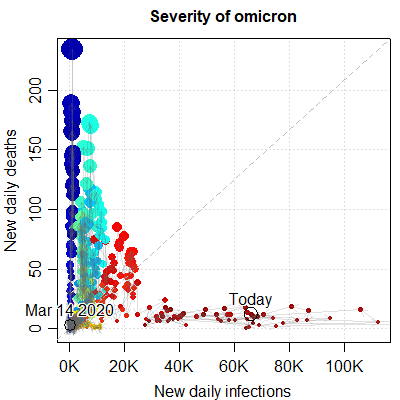 Severity of omicron
New daily deaths
200
150
100
50
0
Today
Mar 14 2020
0K 20K 40K 60K 80K 100K
New daily infections